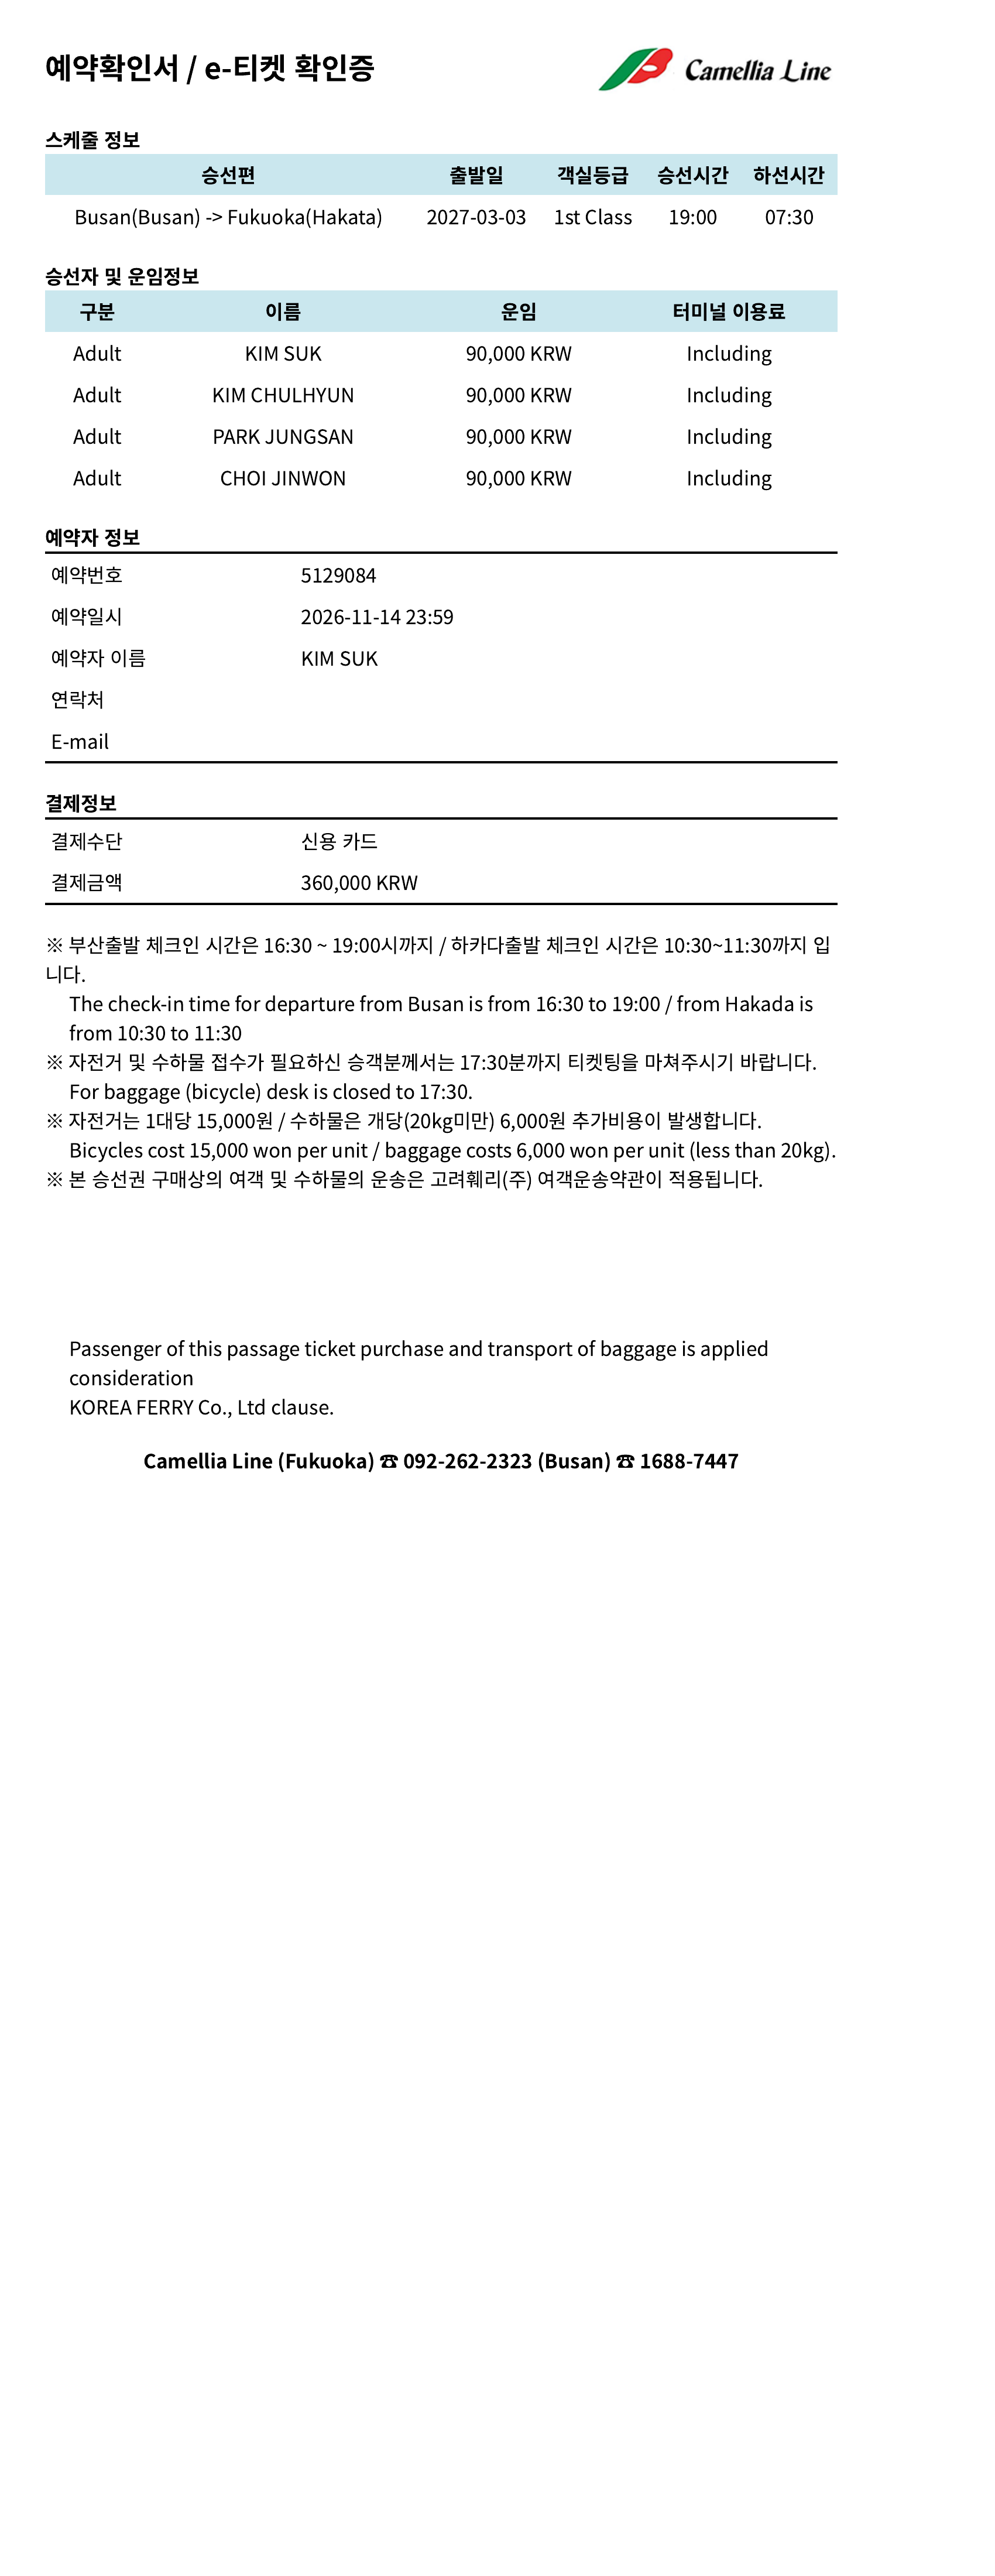 예약확인서 / e-티켓 확인증
Camellia Line
스케줄 정보
승선편 출발일 객실등급 승선시간 하선시간
Busan(Busan) -> Fukuoka(Hakata) 2027-03-03 1st Class 19:00 07:30
승선자 및 운임정보
구분 이름 운임 터미널 이용료
Adult KIM SUK 90,000 KRW Including
Adult KIM CHULHYUN 90,000 KRW Including
Adult PARK JUNGSAN 90,000 KRW Including
Adult CHOI JINWON 90,000 KRW Including
예약자 정보
예약번호 5129084
예약일시 2026-11-14 23:59
예약자 이름 KIM SUK
연락처
E-mail
결제정보
결제수단 신용 카드
결제금액 360,000 KRW
※ 부산출발 체크인 시간은 16:30 ~ 19:00시까지 / 하카다출발 체크인 시간은 10:30~11:30까지 입
니다.
The check-in time for departure from Busan is from 16:30 to 19:00 / from Hakada is
from 10:30 to 11:30
※ 자전거 및 수하물 접수가 필요하신 승객분께서는 17:30분까지 티켓팅을 마쳐주시기 바랍니다.
For baggage (bicycle) desk is closed to 17:30.
※ 자전거는 1대당 15,000원 / 수하물은 개당(20kg미만) 6,000원 추가비용이 발생합니다.
Bicycles cost 15,000 won per unit / baggage costs 6,000 won per unit (less than 20kg).
※ 본 승선권 구매상의 여객 및 수하물의 운송은 고려훼리(주) 여객운송약관이 적용됩니다.
Passenger of this passage ticket purchase and transport of baggage is applied
consideration
KOREA FERRY Co., Ltd clause.
Camellia Line (Fukuoka) ☎ 092-262-2323 (Busan) ☎ 1688-7447